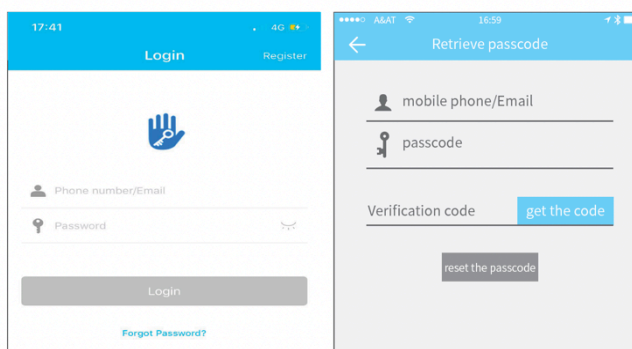 17:41
4G
Login
Register
Phone number/Email
Password
Login
Forgot Password?
A&AT
16:59
Retrieve passcode
mobile phone/Email
passcode
Verification code
get the code
reset the passcode